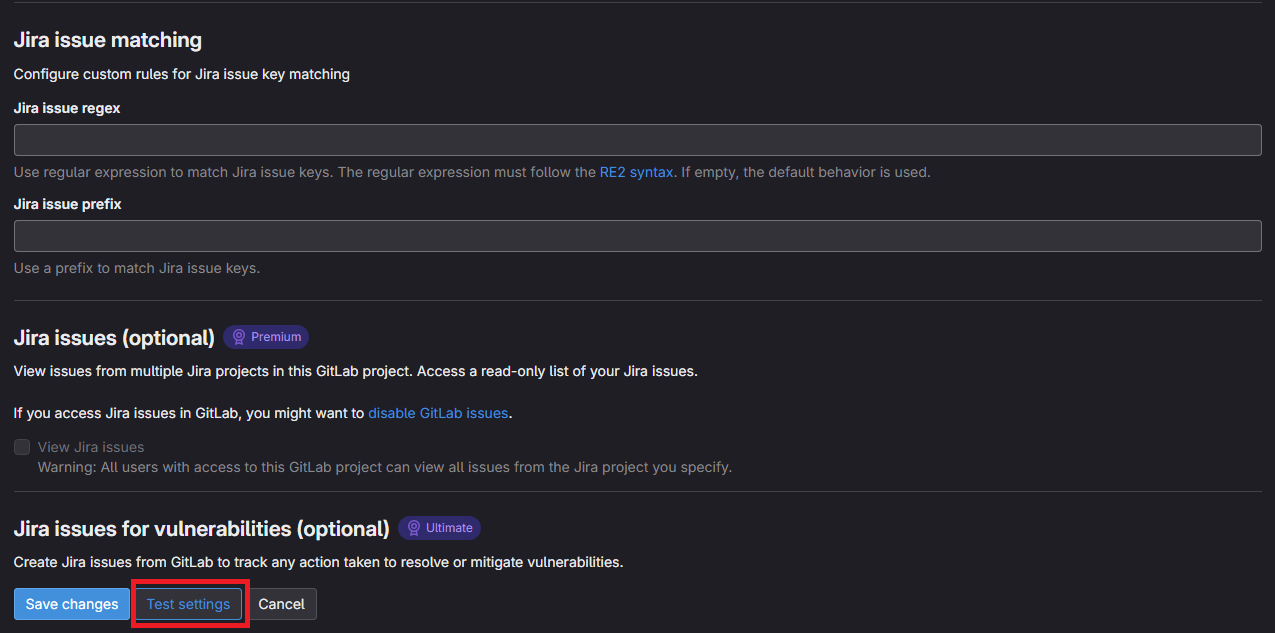 Jira issue matching
Configure custom rules for Jira issue key matching
Jira issue regex
Use regular expression to match Jira issue keys. The regular expression must follow the RE2 syntax. If empty, the default behavior is used.
Jira issue prefix
Use a prefix to match Jira issue keys.
Jira issues (optional) Premium
View issues from multiple Jira projects in this GitLab project. Access a read-only list of your Jira issues.
If you access Jira issues in GitLab, you might want to disable GitLab issues.
View Jira issues
Warning: All users with access to this GitLab project can view all issues from the Jira project you specify.
Jira issues for vulnerabilities (optional) Ultimate
Create Jira issues from GitLab to track any action taken to resolve or mitigate vulnerabilities.
Save changes Test settings Cancel